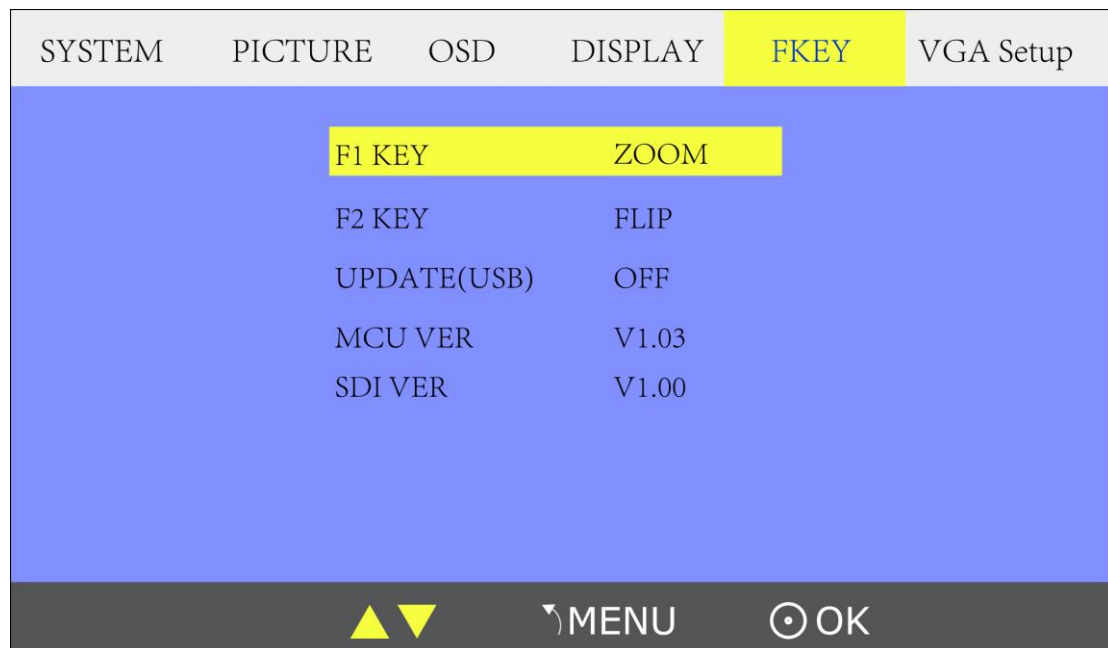 SYSTEM PICTURE OSD DISPLAY FKEY VGA Setup
F1 KEY ZOOM
F2 KEY FLIP
UPDATE(USB) OFF
MCU VER V1.03
SDI VER V1.00
MENU OK